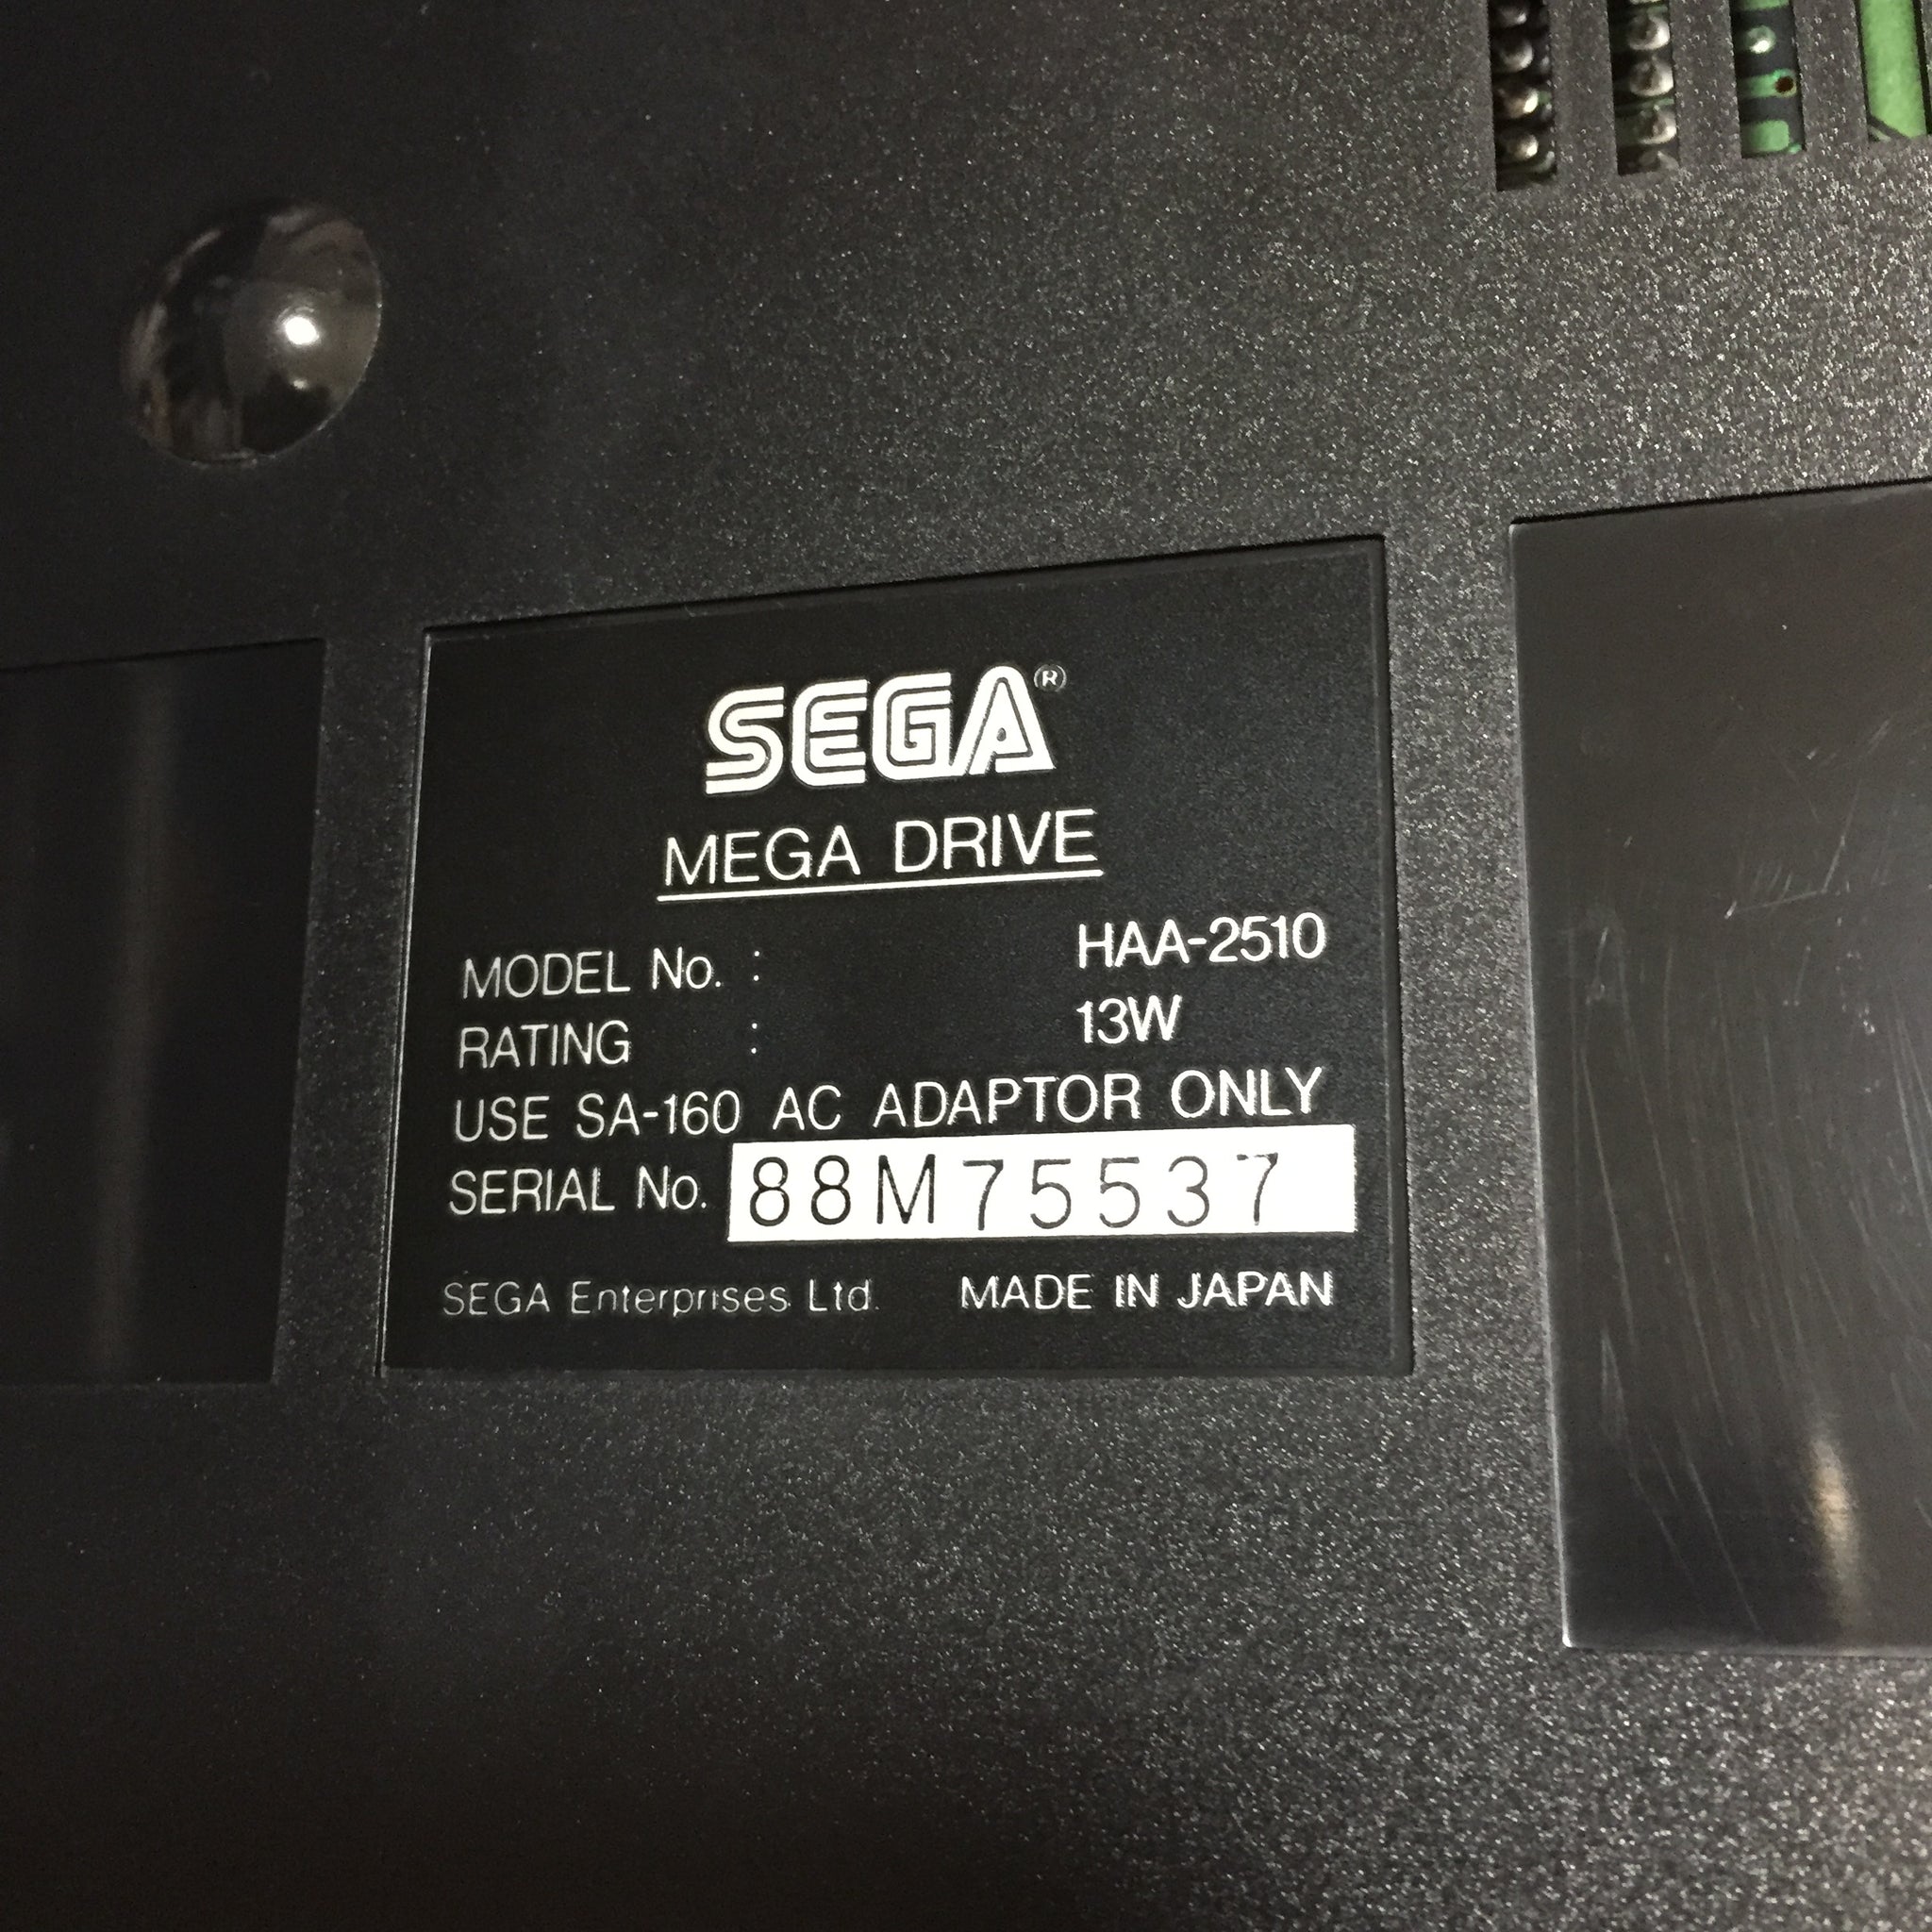 SEGA®
MEGA DRIVE
MODEL No. : HAA-2510
RATING : 13W
USE SA-160 AC ADAPTOR ONLY
SERIAL No. 88M75537
SEGA Enterprises Ltd. MADE IN JAPAN